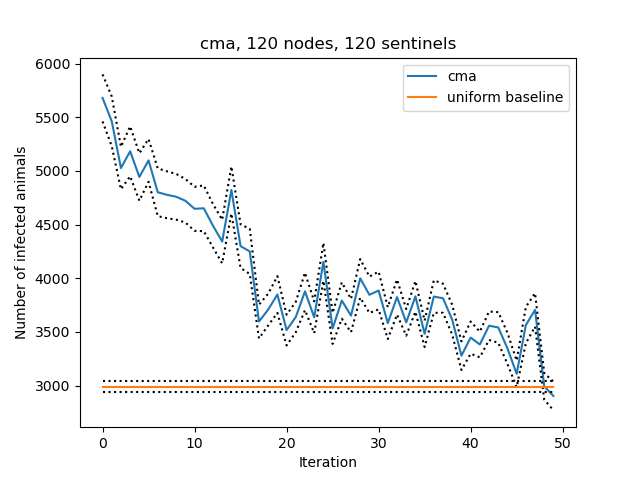 cma, 120 nodes, 120 sentinels
cma
uniform baseline
6000
5500
5000
4500
4000
3500
3000
Number of infected animals
0 10 20 30 40 50
Iteration